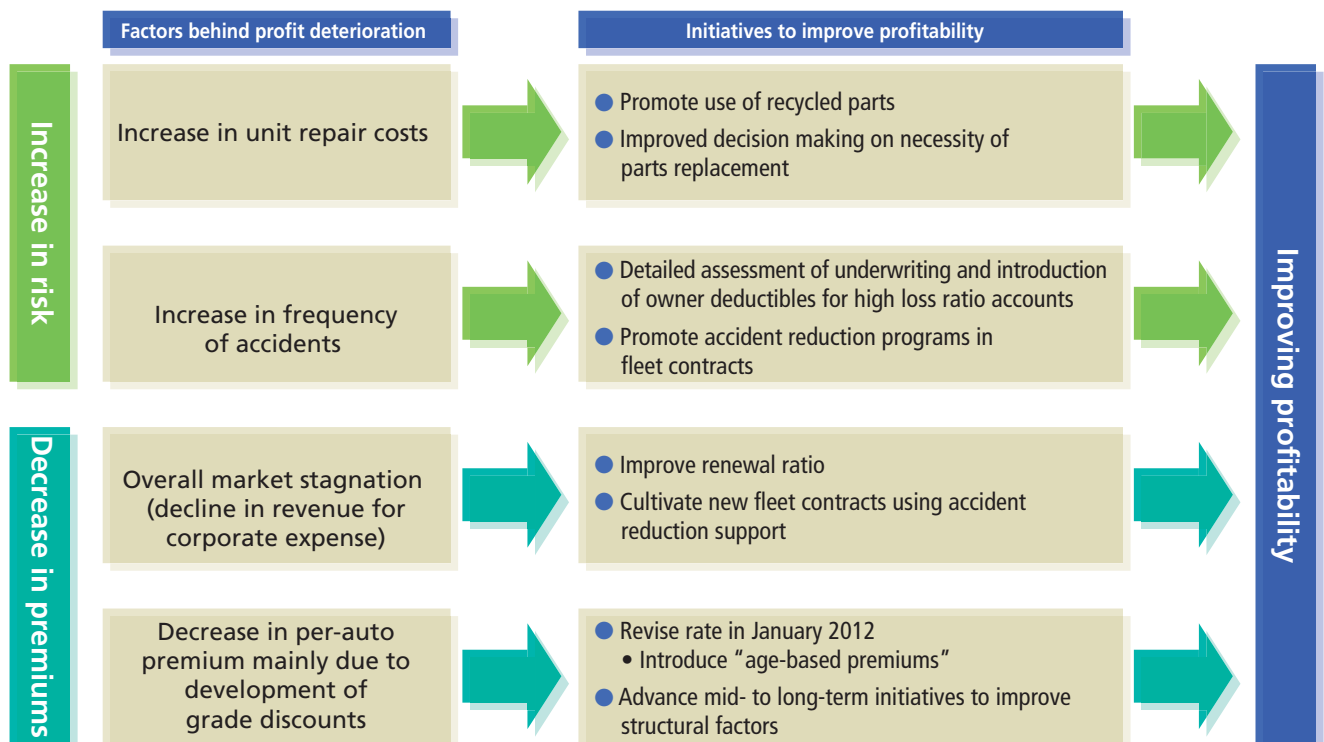 Factors behind profit deterioration
Initiatives to improve profitability
Increase in risk
Increase in unit repair costs
● Promote use of recycled parts
● Improved decision making on necessity of
parts replacement
Increase in frequency
of accidents
● Detailed assessment of underwriting and introduction
of owner deductibles for high loss ratio accounts
● Promote accident reduction programs in
fleet contracts
Decrease in premiums
Overall market stagnation
(decline in revenue for
corporate expense)
● Improve renewal ratio
● Cultivate new fleet contracts using accident
reduction support
Decrease in per-auto
premium mainly due to
development of
grade discounts
● Revise rate in January 2012
• Introduce “age-based premiums”
● Advance mid- to long-term initiatives to improve
structural factors
Improving profitability